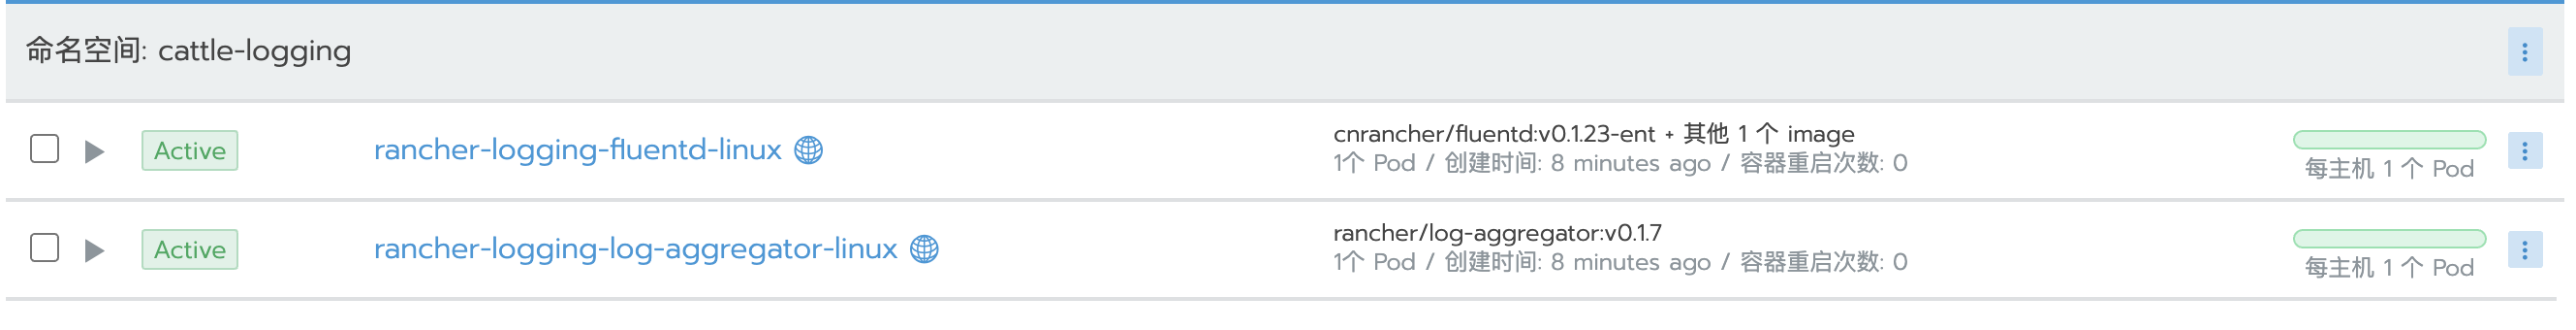 命名空间: cattle-logging
Active
rancher-logging-fluentd-linux
cnrancher/fluentd:v0.1.23-ent + 其他 1 个 image
1个 Pod / 创建时间: 8 minutes ago / 容器重启次数: 0
每主机 1 个 Pod
Active
rancher-logging-log-aggregator-linux
rancher/log-aggregator:v0.1.7
1个 Pod / 创建时间: 8 minutes ago / 容器重启次数: 0
每主机 1 个 Pod